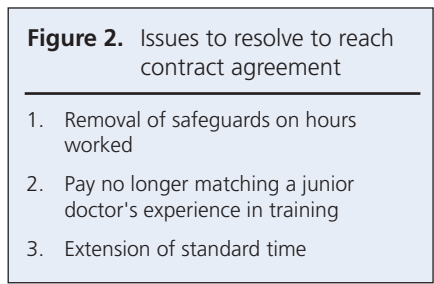 Figure 2. Issues to resolve to reach
contract agreement
1. Removal of safeguards on hours
worked
2. Pay no longer matching a junior
doctor's experience in training
3. Extension of standard time